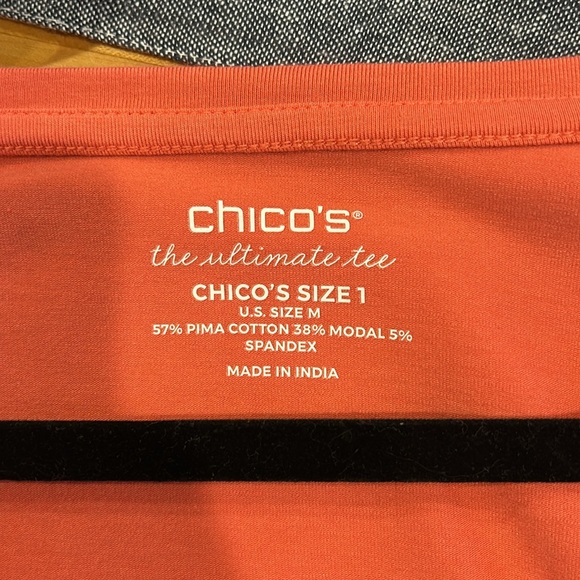 chico's®
the ultimate tee
CHICO'S SIZE 1
U.S. SIZE M
57% PIMA COTTON 38% MODAL 5%
SPANDEX
MADE IN INDIA